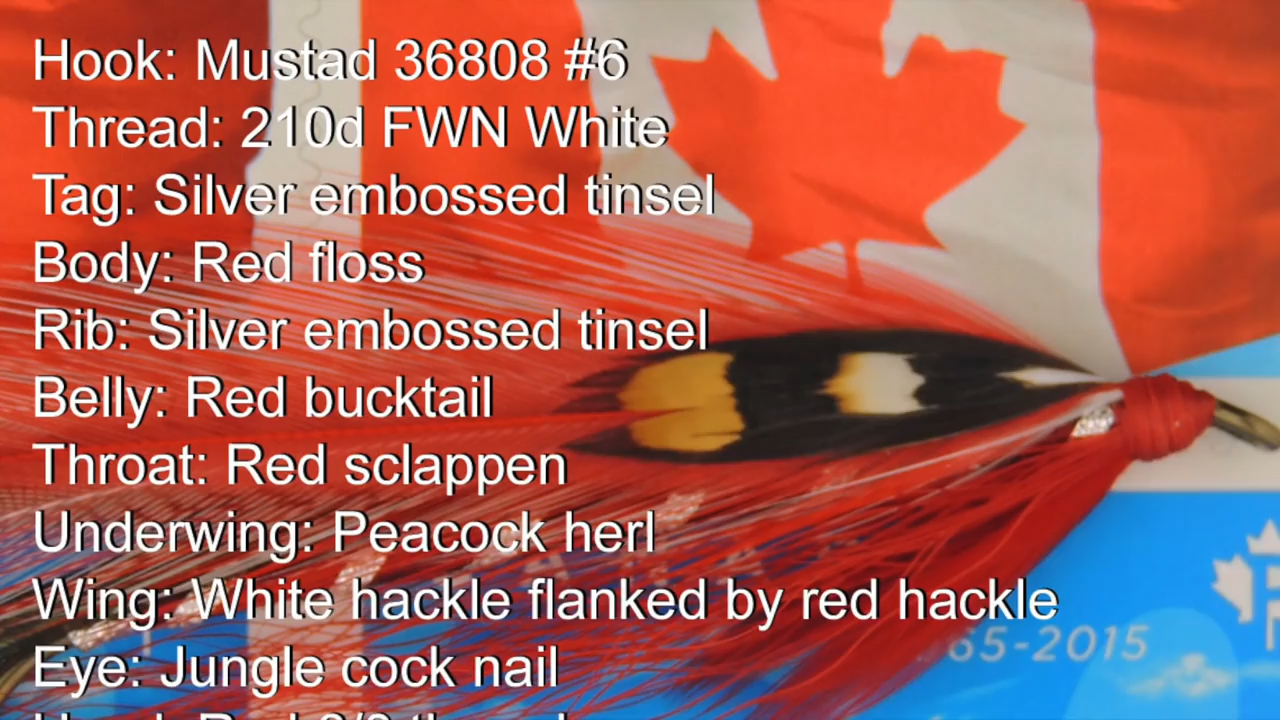 Hook: Mustad 36808 #6
Thread: 210d FWN White
Tag: Silver embossed tinsel
Body: Red floss
Rib: Silver embossed tinsel
Belly: Red bucktail
Throat: Red sclappen
Underwing: Peacock herl
Wing: White hackle flanked by red hackle
65-2015
Eye: Jungle cock nail